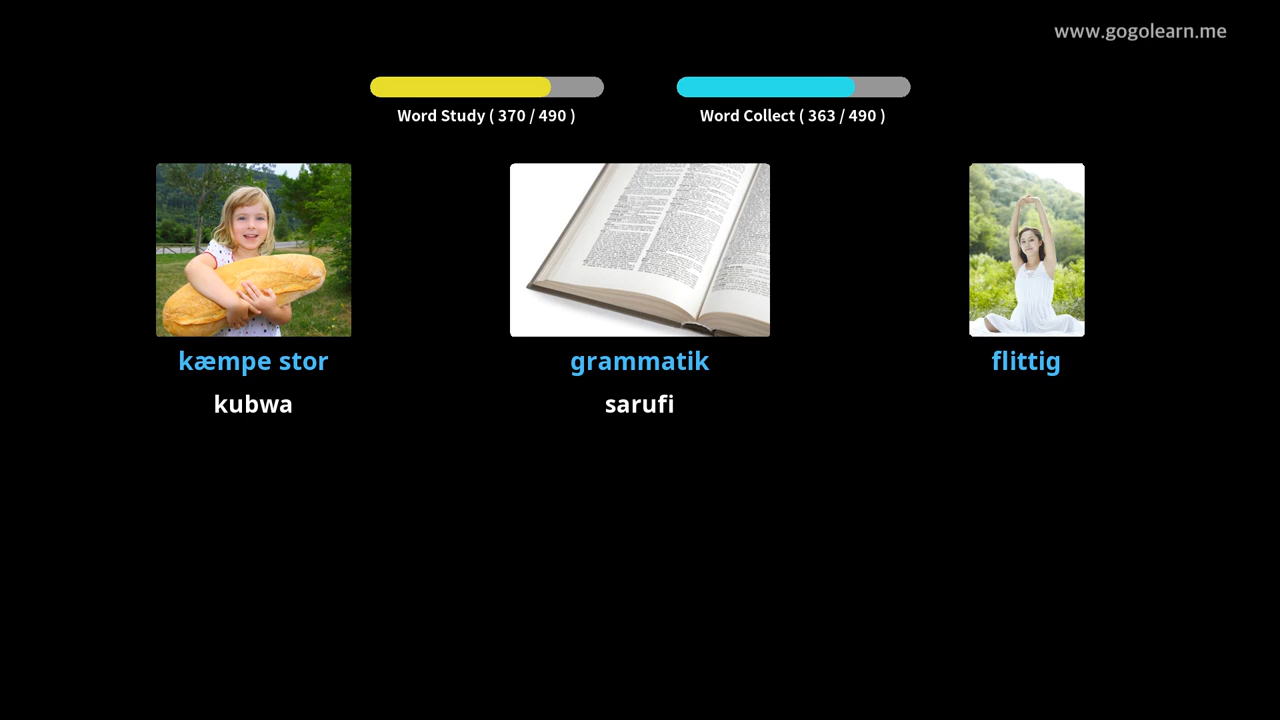 www.gogolearn.me
Word Study ( 370 / 490 )
Word Collect ( 363 / 490 )
kæmpe stor
grammatik
flittig
kubwa
sarufi